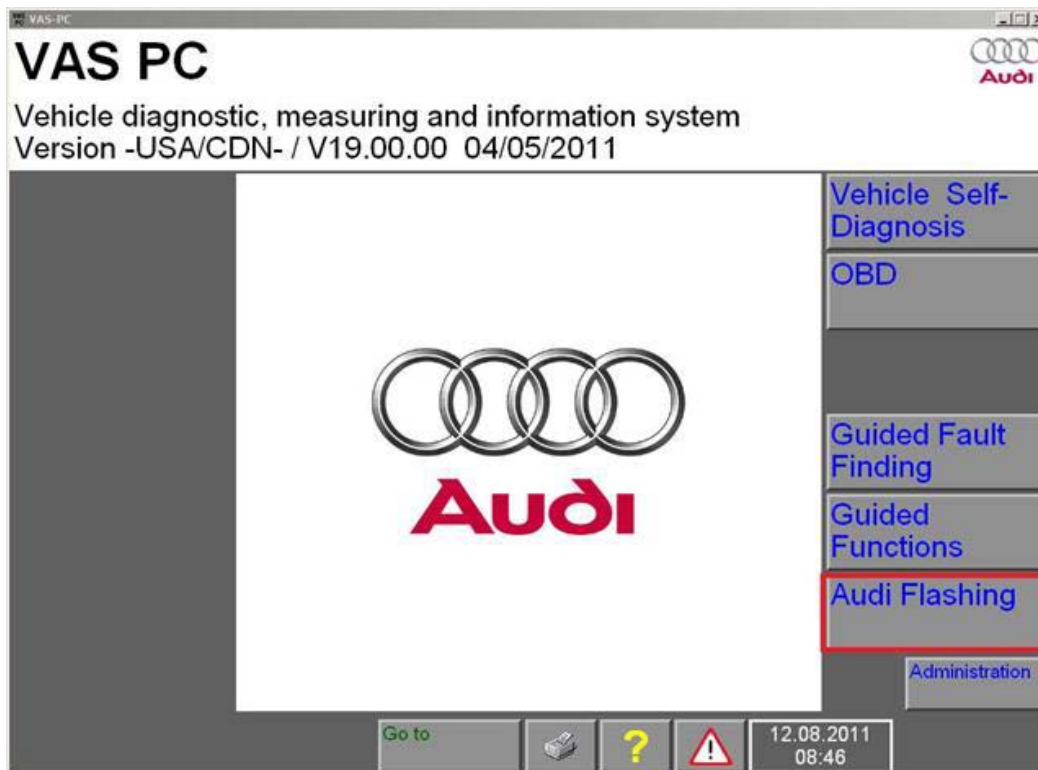 VAS-PC
VAS PC
Audi
Vehicle diagnostic, measuring and information system
Version -USA/CDN- / V19.00.00 04/05/2011
Vehicle Self-
Diagnosis
OBD
Audi
Guided Fault
Finding
Guided
Functions
Audi Flashing
Administration
Go to
?
!
12.08.2011
08:46